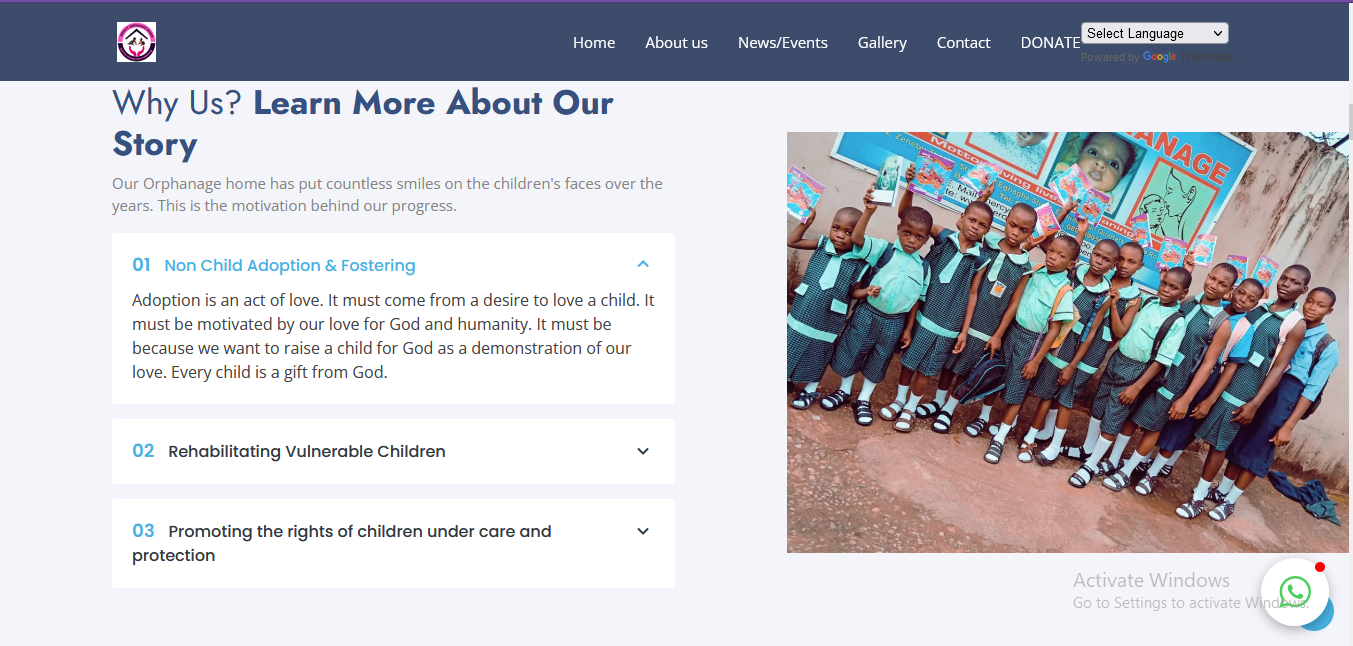 Home About us News/Events Gallery Contact DONATE
Select Language
Powered by Google Translate
Why Us? Learn More About Our
Story
Our Orphanage home has put countless smiles on the children's faces over the
years. This is the motivation behind our progress.
01 Non Child Adoption & Fostering
Adoption is an act of love. It must come from a desire to love a child. It
must be motivated by our love for God and humanity. It must be
because we want to raise a child for God as a demonstration of our
love. Every child is a gift from God.
02 Rehabilitating Vulnerable Children
03 Promoting the rights of children under care and
protection
Motto
HANAGE
Activate Windows
Go to Settings to activate Windows.